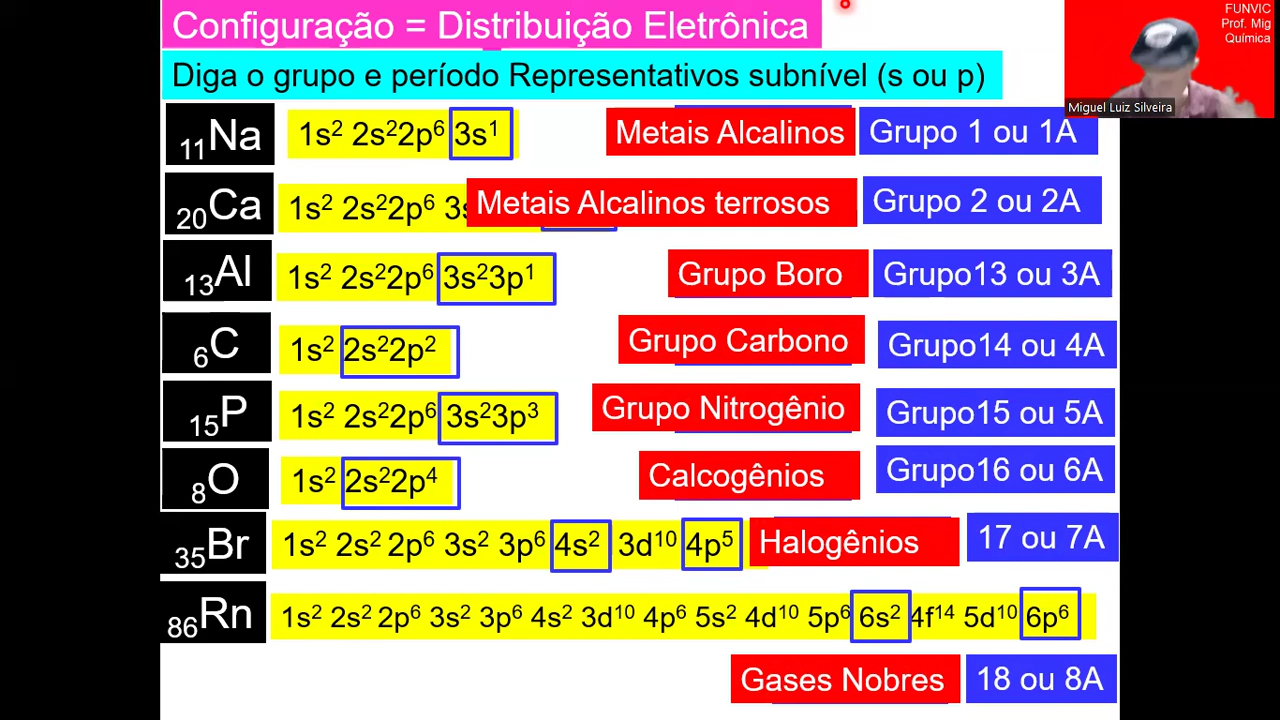 Configuração = Distribuição Eletrônica
8
FUNVIC
Prof. Mig
Química
Miguel Luiz Silveira
Diga o grupo e período Representativos subnível (s ou p)
₁₁Na 1s² 2s²2p⁶ 3s¹ Metais Alcalinos Grupo 1 ou 1A
₂₀Ca 1s² 2s²2p⁶ 3s Metais Alcalinos terrosos Grupo 2 ou 2A
₁₃Al 1s² 2s²2p⁶ 3s²3p¹ Grupo Boro Grupo13 ou 3A
₆C 1s² 2s²2p² Grupo Carbono Grupo14 ou 4A
₁₅P 1s² 2s²2p⁶ 3s²3p³ Grupo Nitrogênio Grupo15 ou 5A
₈O 1s² 2s²2p⁴ Calcogênios Grupo16 ou 6A
₃₅Br 1s² 2s² 2p⁶ 3s² 3p⁶ 4s² 3d¹⁰ 4p⁵ Halogênios 17 ou 7A
₈₆Rn 1s² 2s² 2p⁶ 3s² 3p⁶ 4s² 3d¹⁰ 4p⁶ 5s² 4d¹⁰ 5p⁶ 6s² 4f¹⁴ 5d¹⁰ 6p⁶
Gases Nobres 18 ou 8A